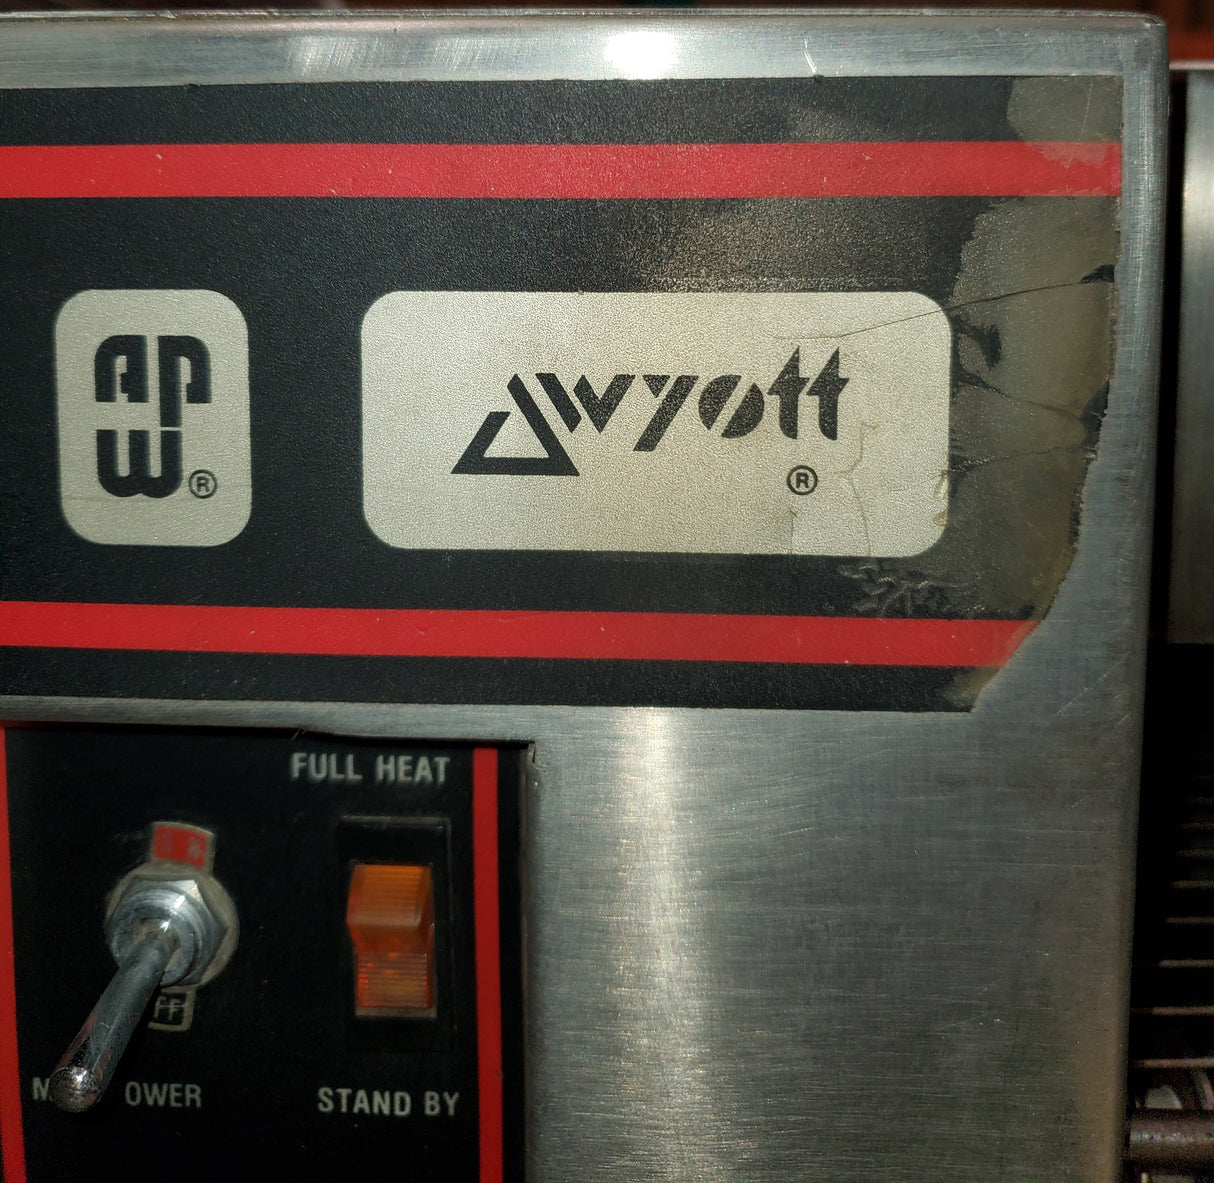 APW ®
wyott
®
FULL HEAT
OWER
STAND BY